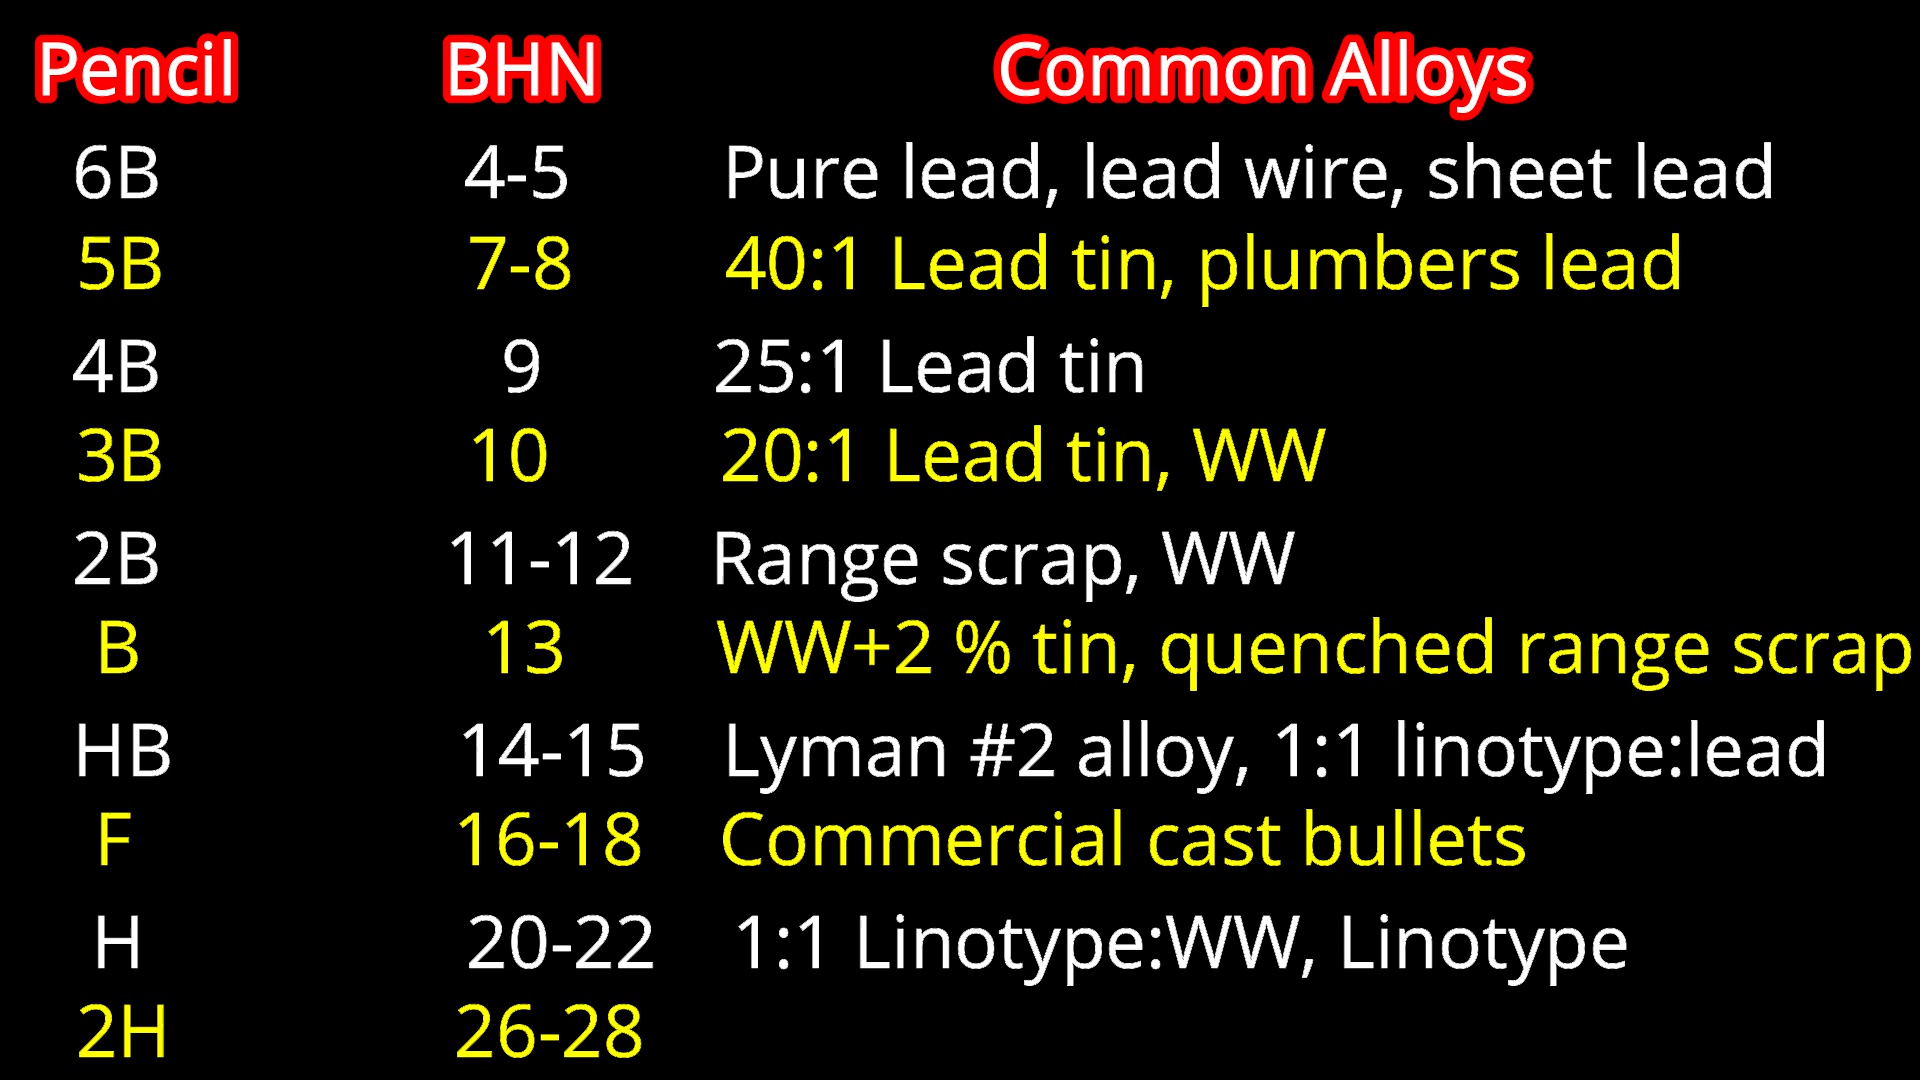 Pencil BHN Common Alloys
6B 4-5 Pure lead, lead wire, sheet lead
5B 7-8 40:1 Lead tin, plumbers lead
4B 9 25:1 Lead tin
3B 10 20:1 Lead tin, WW
2B 11-12 Range scrap, WW
B 13 WW+2 % tin, quenched range scrap
HB 14-15 Lyman #2 alloy, 1:1 linotype:lead
F 16-18 Commercial cast bullets
H 20-22 1:1 Linotype:WW, Linotype
2H 26-28